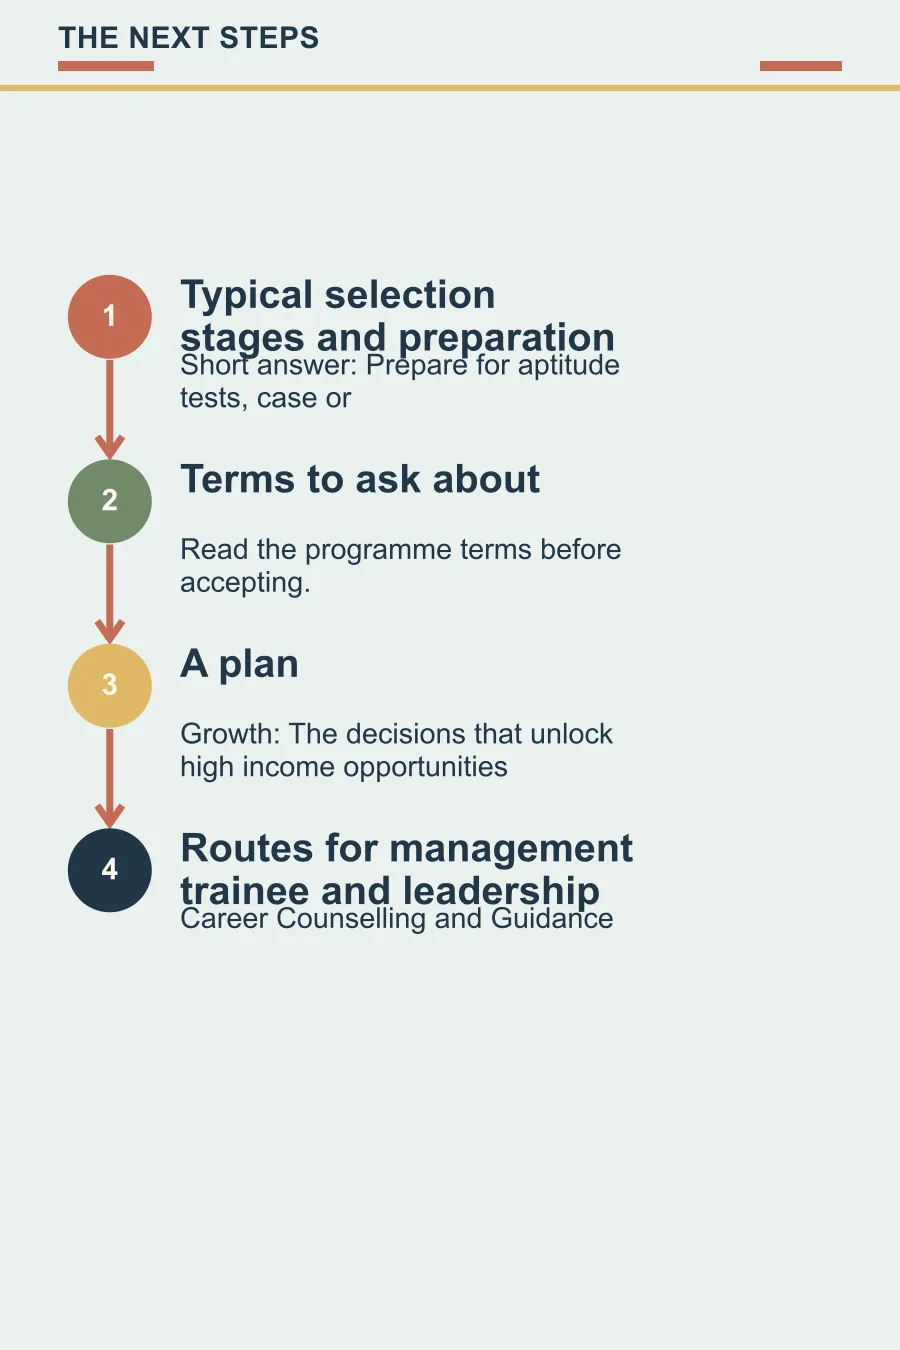 THE NEXT STEPS
1
Typical selection
stages and preparation
Short answer: Prepare for aptitude
tests, case or
2
Terms to ask about
Read the programme terms before
accepting.
3
A plan
Growth: The decisions that unlock
high income opportunities
4
Routes for management
trainee and leadership
Career Counselling and Guidance